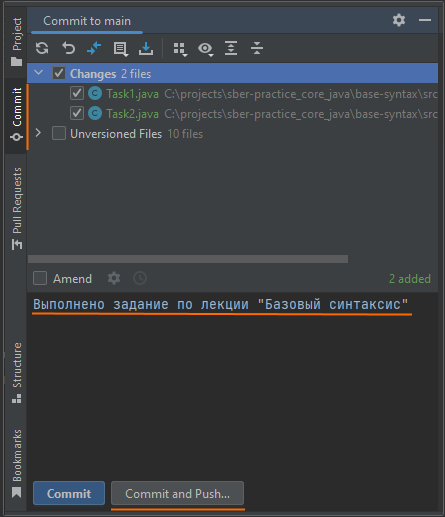 Commit to main
Project
Commit
Pull Requests
Structure
Bookmarks
Changes 2 files
Task1.java C:\projects\sber-practice_core_java\base-syntax\src
Task2.java C:\projects\sber-practice_core_java\base-syntax\src
Unversioned Files 10 files
Amend
2 added
Выполнено задание по лекции "Базовый синтаксис"
Commit
Commit and Push...